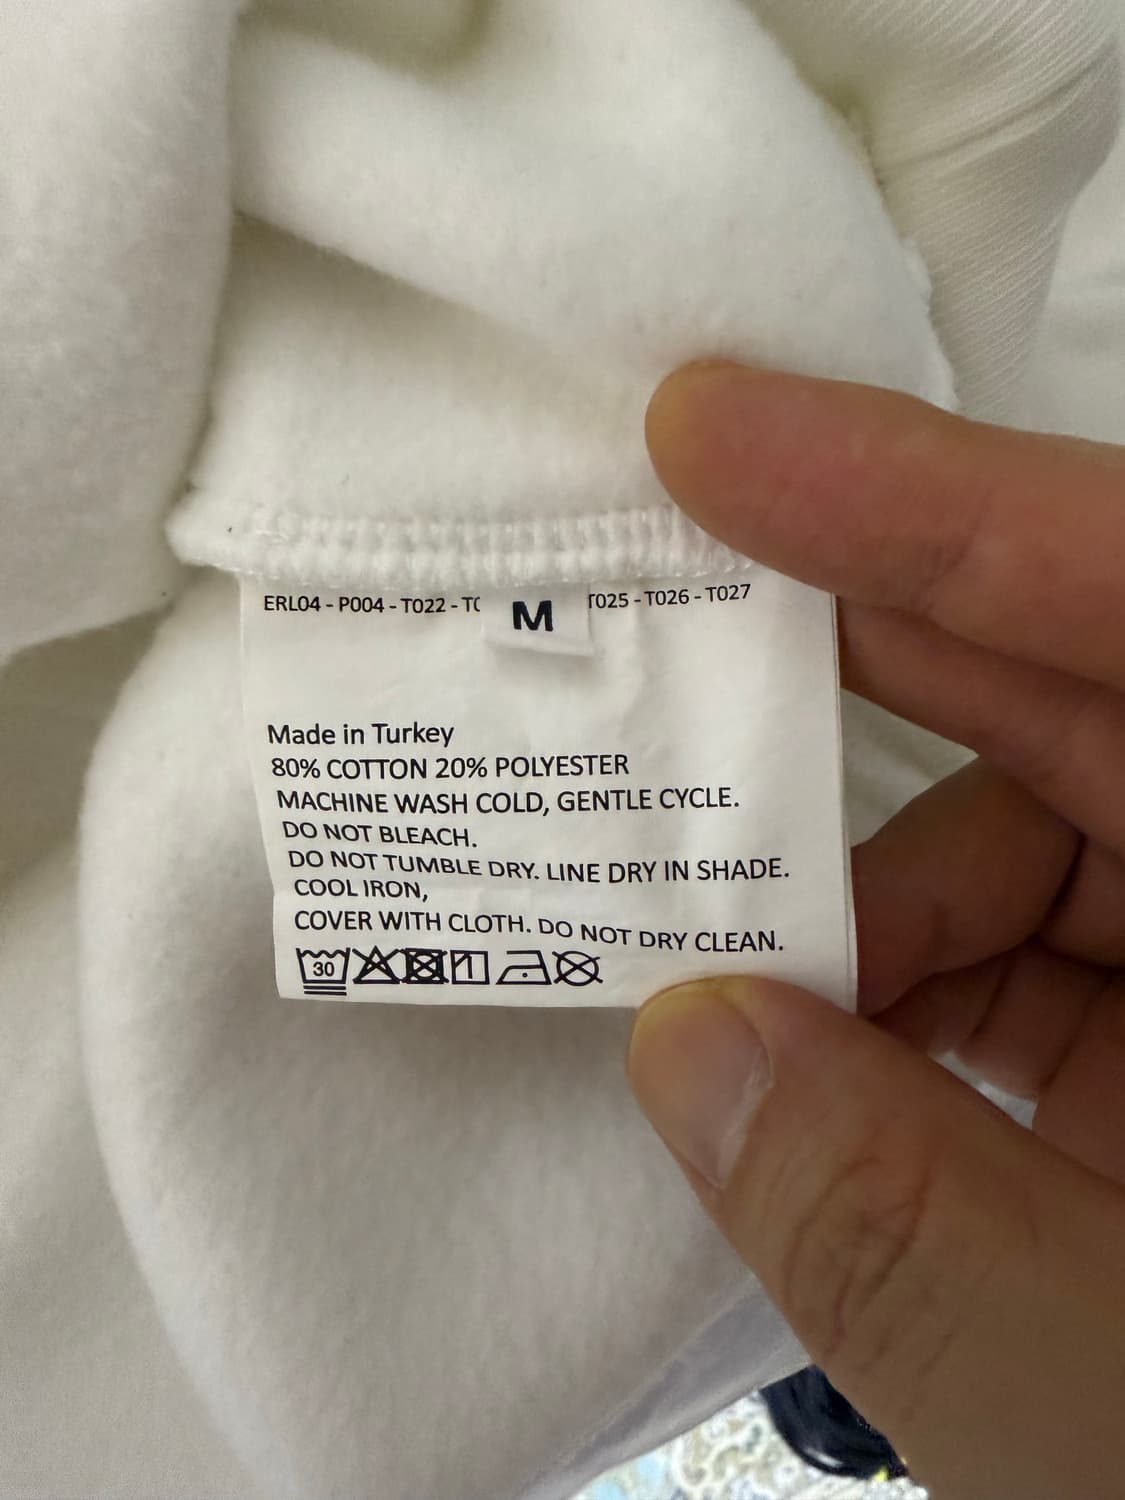 ERL04 - P004 - T022 - T025 - T026 - T027
M
Made in Turkey
80% COTTON 20% POLYESTER
MACHINE WASH COLD, GENTLE CYCLE.
DO NOT BLEACH.
DO NOT TUMBLE DRY. LINE DRY IN SHADE.
COOL IRON,
COVER WITH CLOTH. DO NOT DRY CLEAN.
30